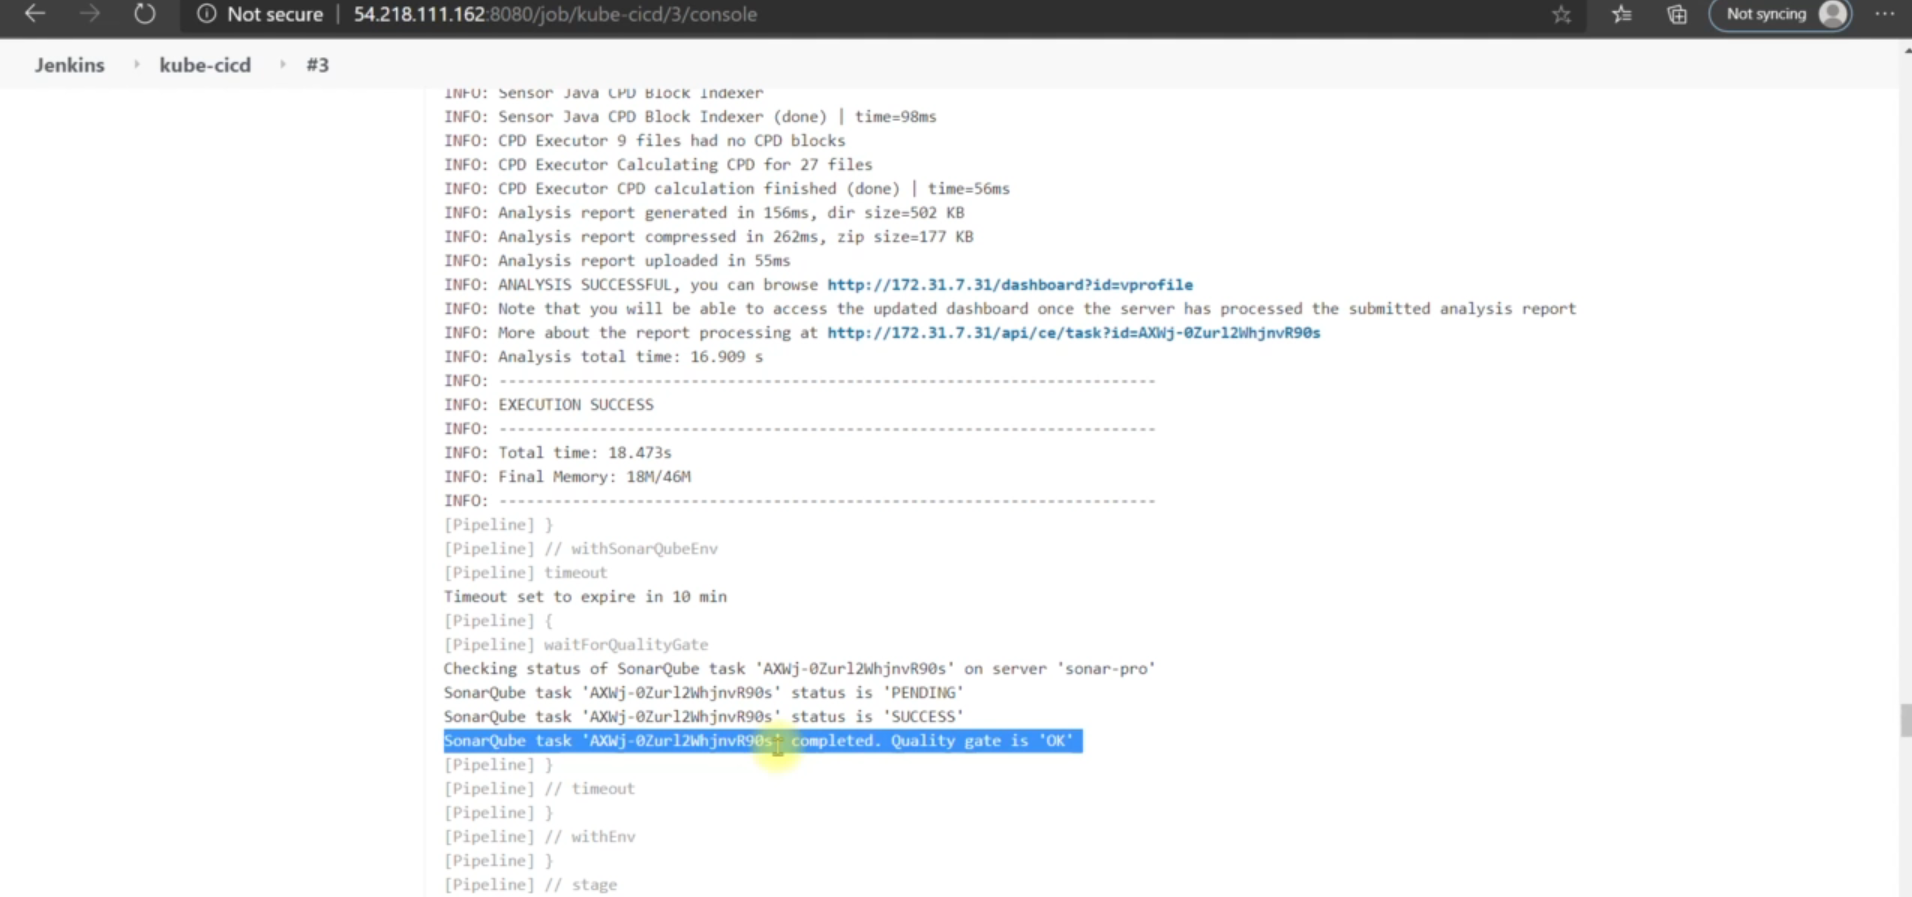 Not secure | 54.218.111.162:8080/job/kube-cicd/3/console Not syncing
Jenkins kube-cicd #3
INFO: Sensor Java CPD Block Indexer
INFO: Sensor Java CPD Block Indexer (done) | time=98ms
INFO: CPD Executor 9 files had no CPD blocks
INFO: CPD Executor Calculating CPD for 27 files
INFO: CPD Executor CPD calculation finished (done) | time=56ms
INFO: Analysis report generated in 156ms, dir size=502 KB
INFO: Analysis report compressed in 262ms, zip size=177 KB
INFO: Analysis report uploaded in 55ms
INFO: ANALYSIS SUCCESSFUL, you can browse http://172.31.7.31/dashboard?id=vprofile
INFO: Note that you will be able to access the updated dashboard once the server has processed the submitted analysis report
INFO: More about the report processing at http://172.31.7.31/api/ce/task?id=AXWj-0Zurl2WhjnvR90s
INFO: Analysis total time: 16.909 s
INFO: ------------------------------------------------------------------------
INFO: EXECUTION SUCCESS
INFO: ------------------------------------------------------------------------
INFO: Total time: 18.473s
INFO: Final Memory: 18M/46M
INFO: ------------------------------------------------------------------------
[Pipeline] }
[Pipeline] // withSonarQubeEnv
[Pipeline] timeout
Timeout set to expire in 10 min
[Pipeline] {
[Pipeline] waitForQualityGate
Checking status of SonarQube task 'AXWj-0Zurl2WhjnvR90s' on server 'sonar-pro'
SonarQube task 'AXWj-0Zurl2WhjnvR90s' status is 'PENDING'
SonarQube task 'AXWj-0Zurl2WhjnvR90s' status is 'SUCCESS'
SonarQube task 'AXWj-0Zurl2WhjnvR90s' completed. Quality gate is 'OK'
[Pipeline] }
[Pipeline] // timeout
[Pipeline] }
[Pipeline] // withEnv
[Pipeline] }
[Pipeline] // stage